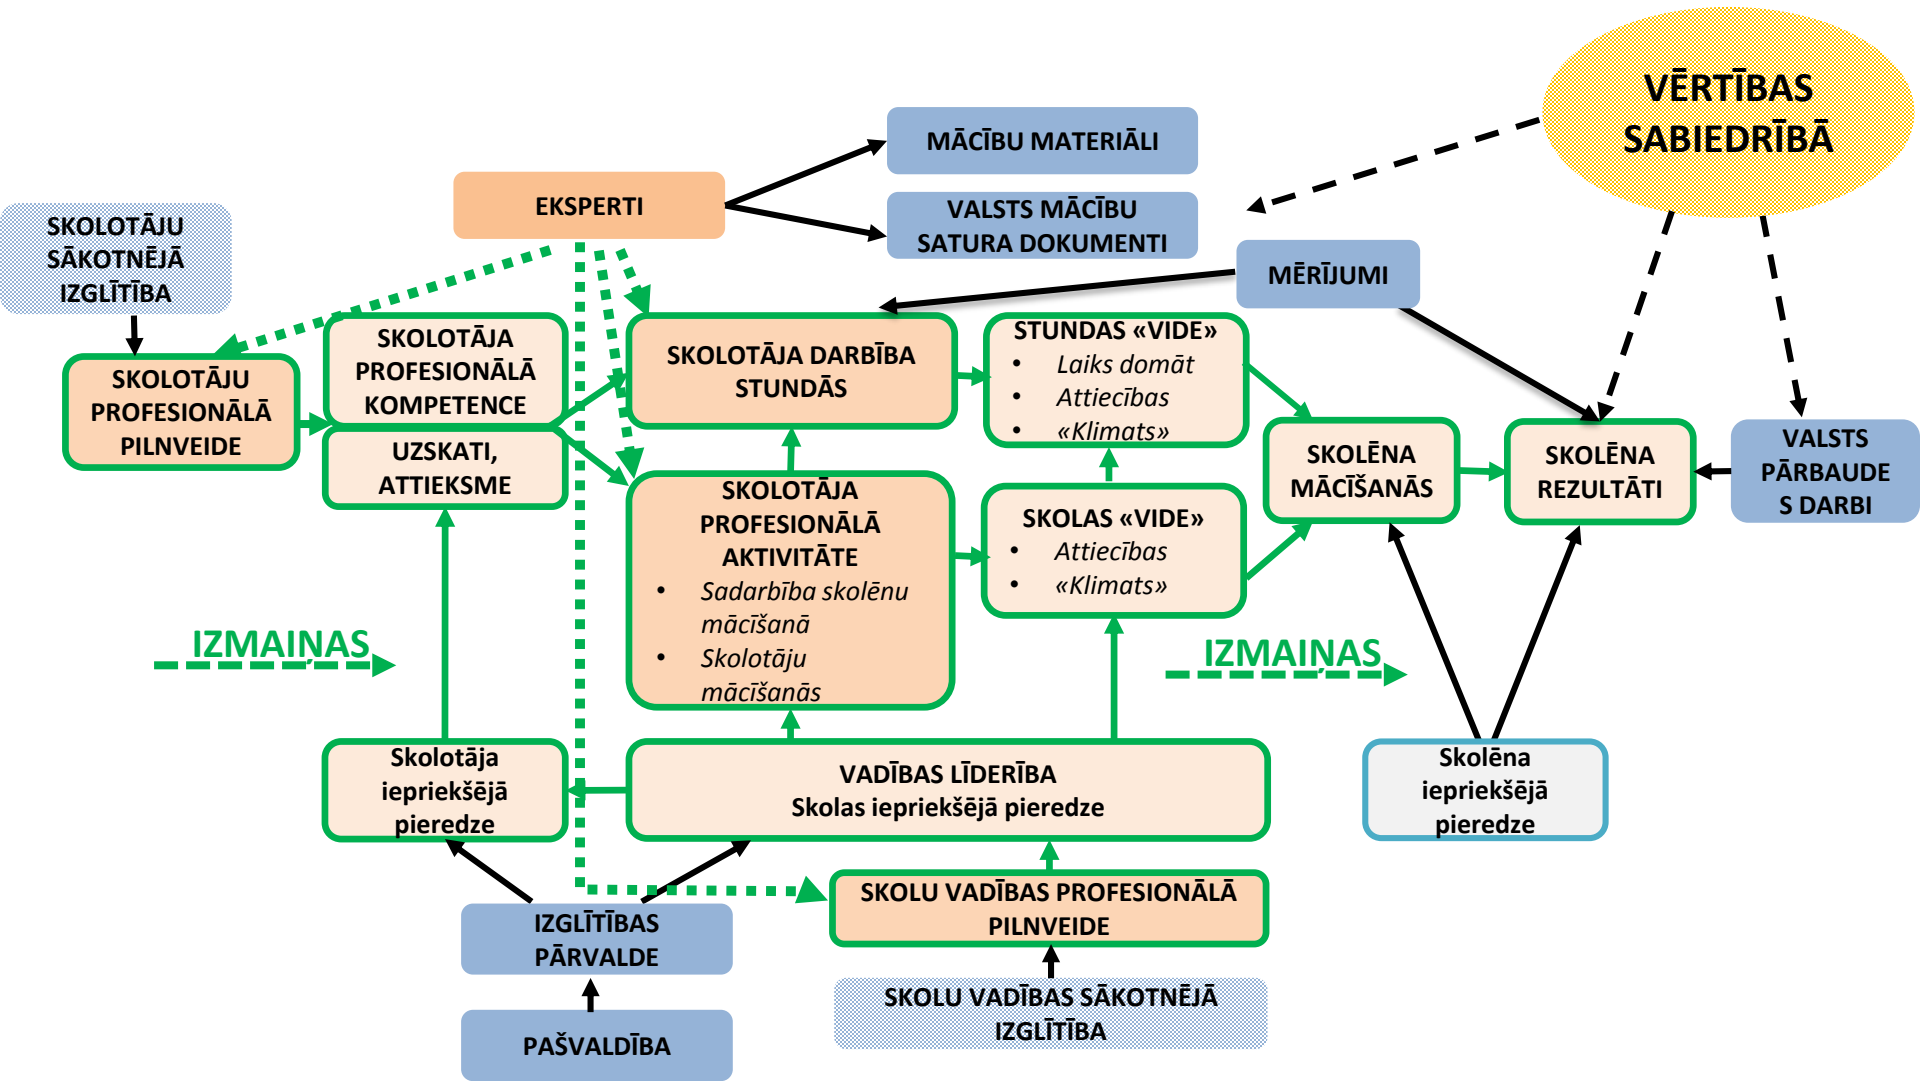 VĒRTĪBAS
SABIEDRĪBĀ
MĀCĪBU MATERIĀLI
EKSPERTI
VALSTS MĀCĪBU
SATURA DOKUMENTI
SKOLOTĀJU
SĀKOTNĒJĀ
IZGLĪTĪBA
MĒRĪJUMI
SKOLOTĀJU
PROFESIONĀLĀ
PILNVEIDE
SKOLOTĀJA
PROFESIONĀLĀ
KOMPETENCE
UZSKATI,
ATTIEKSME
SKOLOTĀJA DARBĪBA
STUNDĀS
STUNDAS «VIDE»
• Laiks domāt
• Attiecības
• «Klimats»
SKOLĒNA
MĀCĪŠANĀS
SKOLĒNA
REZULTĀTI
VALSTS
PĀRBAUDE
S DARBI
SKOLOTĀJA
PROFESIONĀLĀ
AKTIVITĀTE
• Sadarbība skolēnu
mācīšanā
• Skolotāju
mācīšanās
SKOLAS «VIDE»
• Attiecības
• «Klimats»
IZMAIŅAS
IZMAIŅAS
Skolotāja
iepriekšējā
pieredze
VADĪBAS LĪDERĪBA
Skolas iepriekšējā pieredze
Skolēna
iepriekšējā
pieredze
SKOLU VADĪBAS PROFESIONĀLĀ
PILNVEIDE
IZGLĪTĪBAS
PĀRVALDE
SKOLU VADĪBAS SĀKOTNĒJĀ
IZGLĪTĪBA
PAŠVALDĪBA